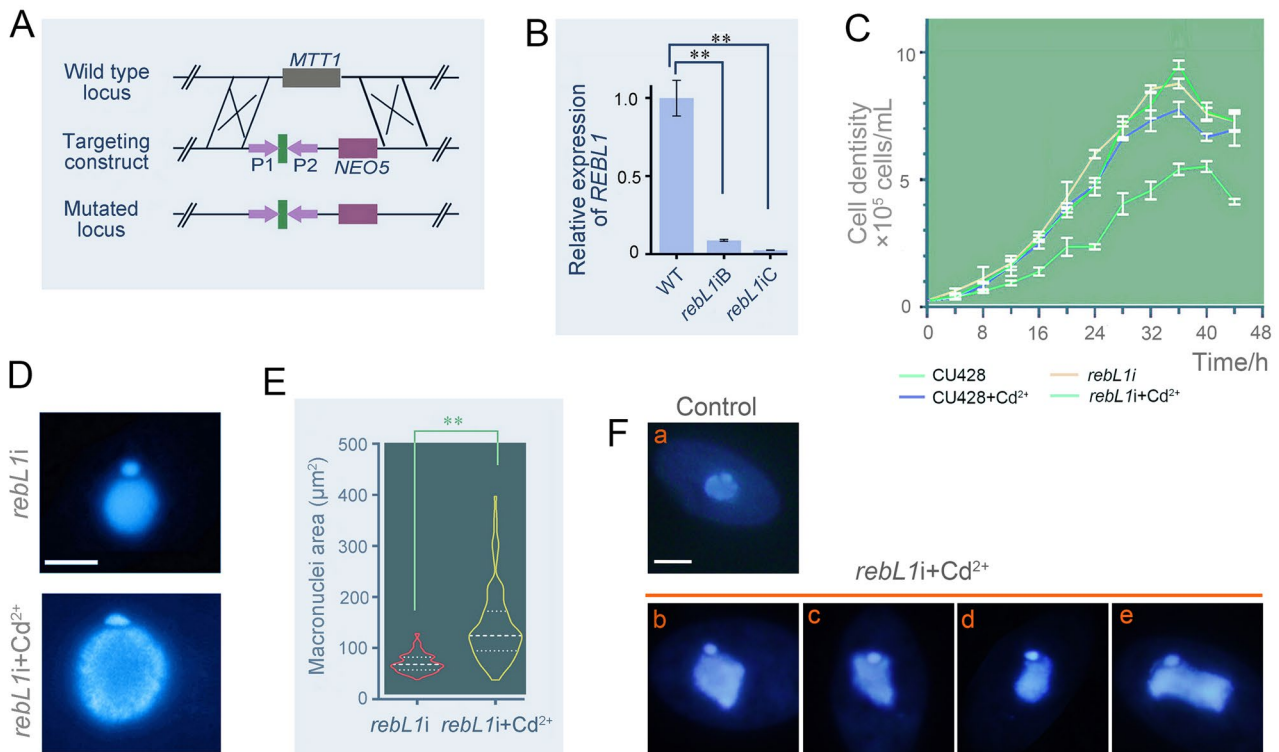 A
Wild type
locus
MTT1
Targeting
construct
P1
P2
NEO5
Mutated
locus
B
Relative expression
of REBL1
1.0
0.5
0
**
**
WT
rebL1iB
rebL1iC
C
Cell dentisity
×10⁵ cells/mL
10
5
0
0
8
16
24
32
40
48
Time/h
CU428
rebL1i
CU428+Cd²⁺
rebL1i+Cd²⁺
D
rebL1i
rebL1i+Cd²⁺
E
Macronuclei area (µm²)
500
400
300
200
100
0
**
rebL1i
rebL1i+Cd²⁺
F
Control
a
rebL1i+Cd²⁺
b
c
d
e